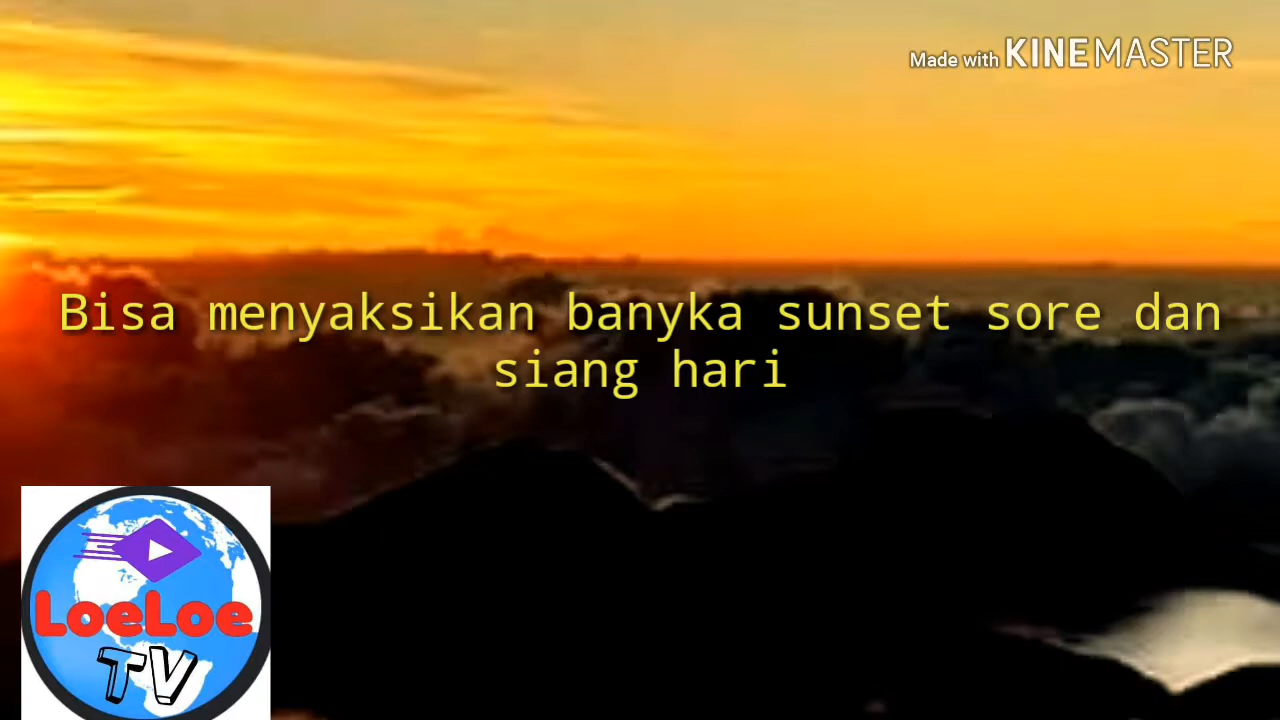 Made with KINEMASTER
Bisa menyaksikan banyka sunset sore dan
siang hari
LoeLoe
TV